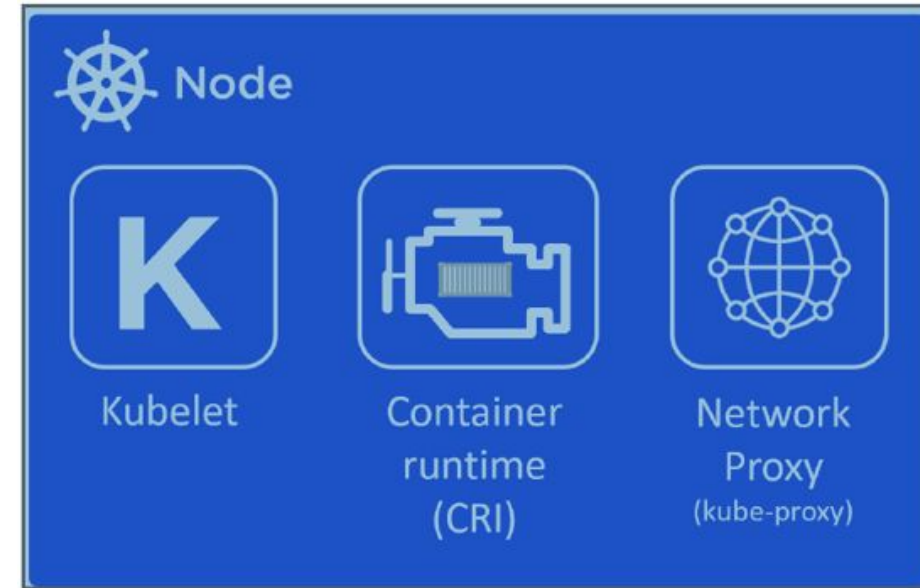 Node
K
Kubelet
Container
runtime
(CRI)
Network
Proxy
(kube-proxy)